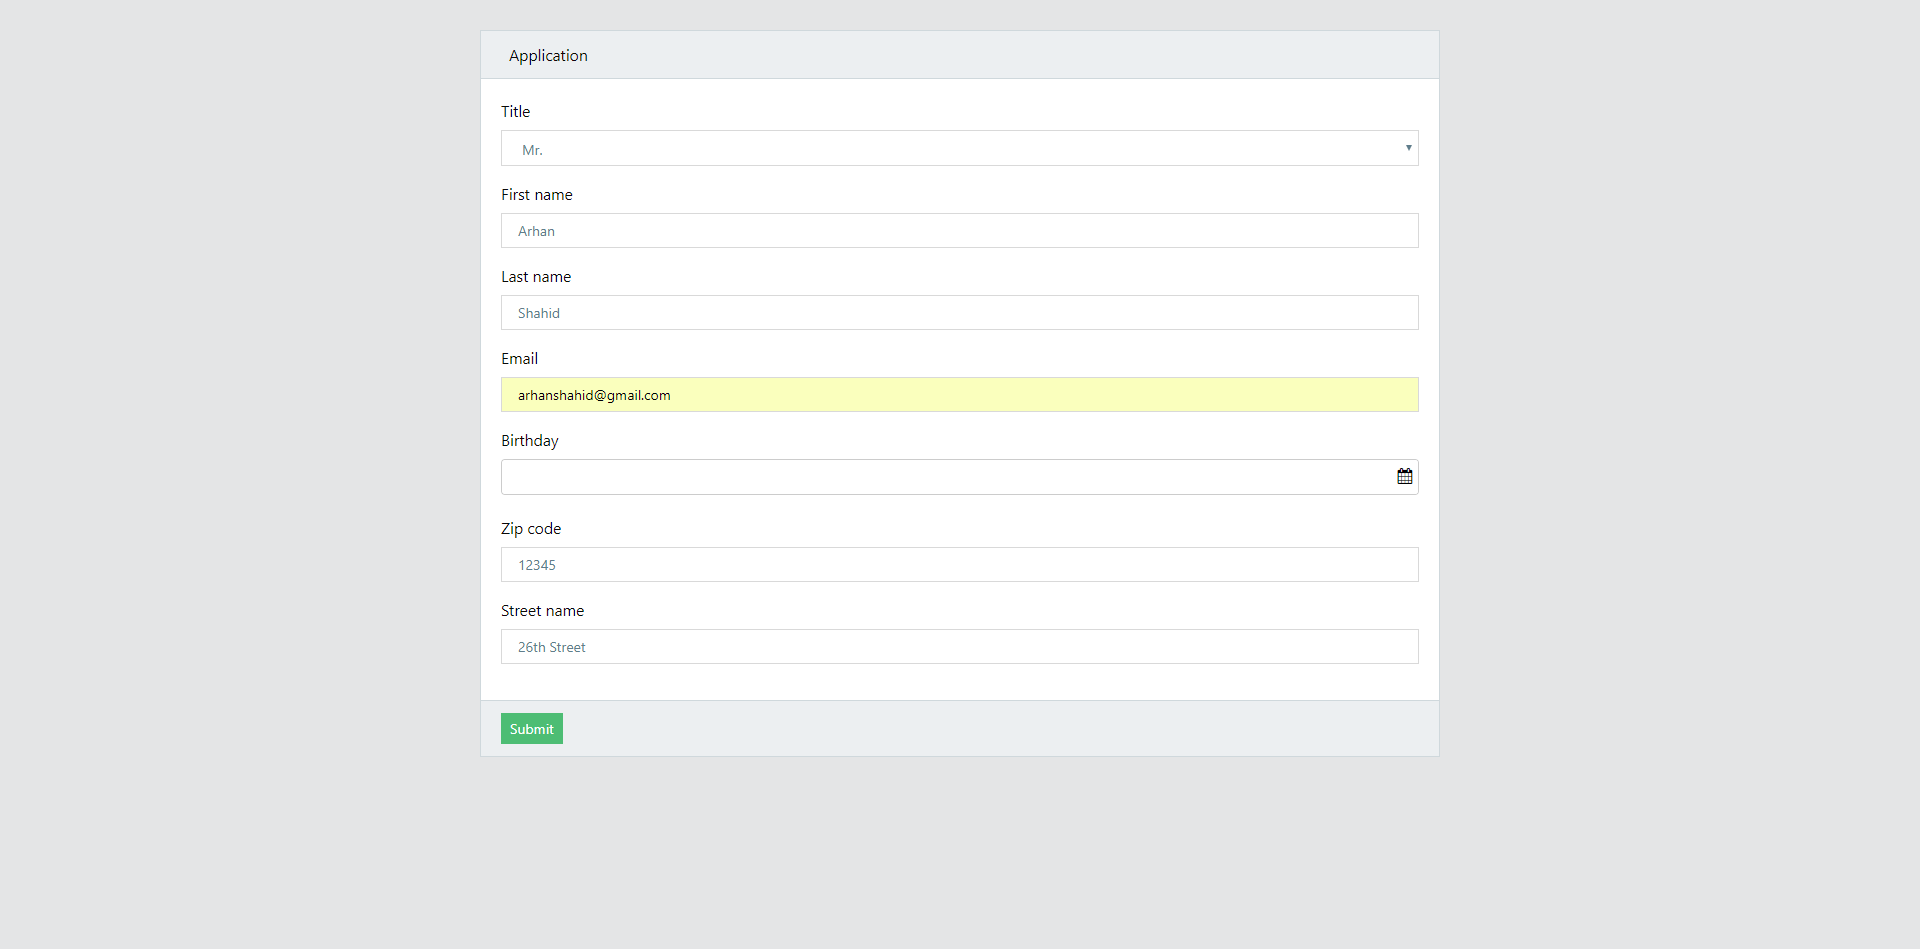 Application
Title
Mr.
First name
Arhan
Last name
Shahid
Email
arhanshahid@gmail.com
Birthday
Zip code
12345
Street name
26th Street
Submit